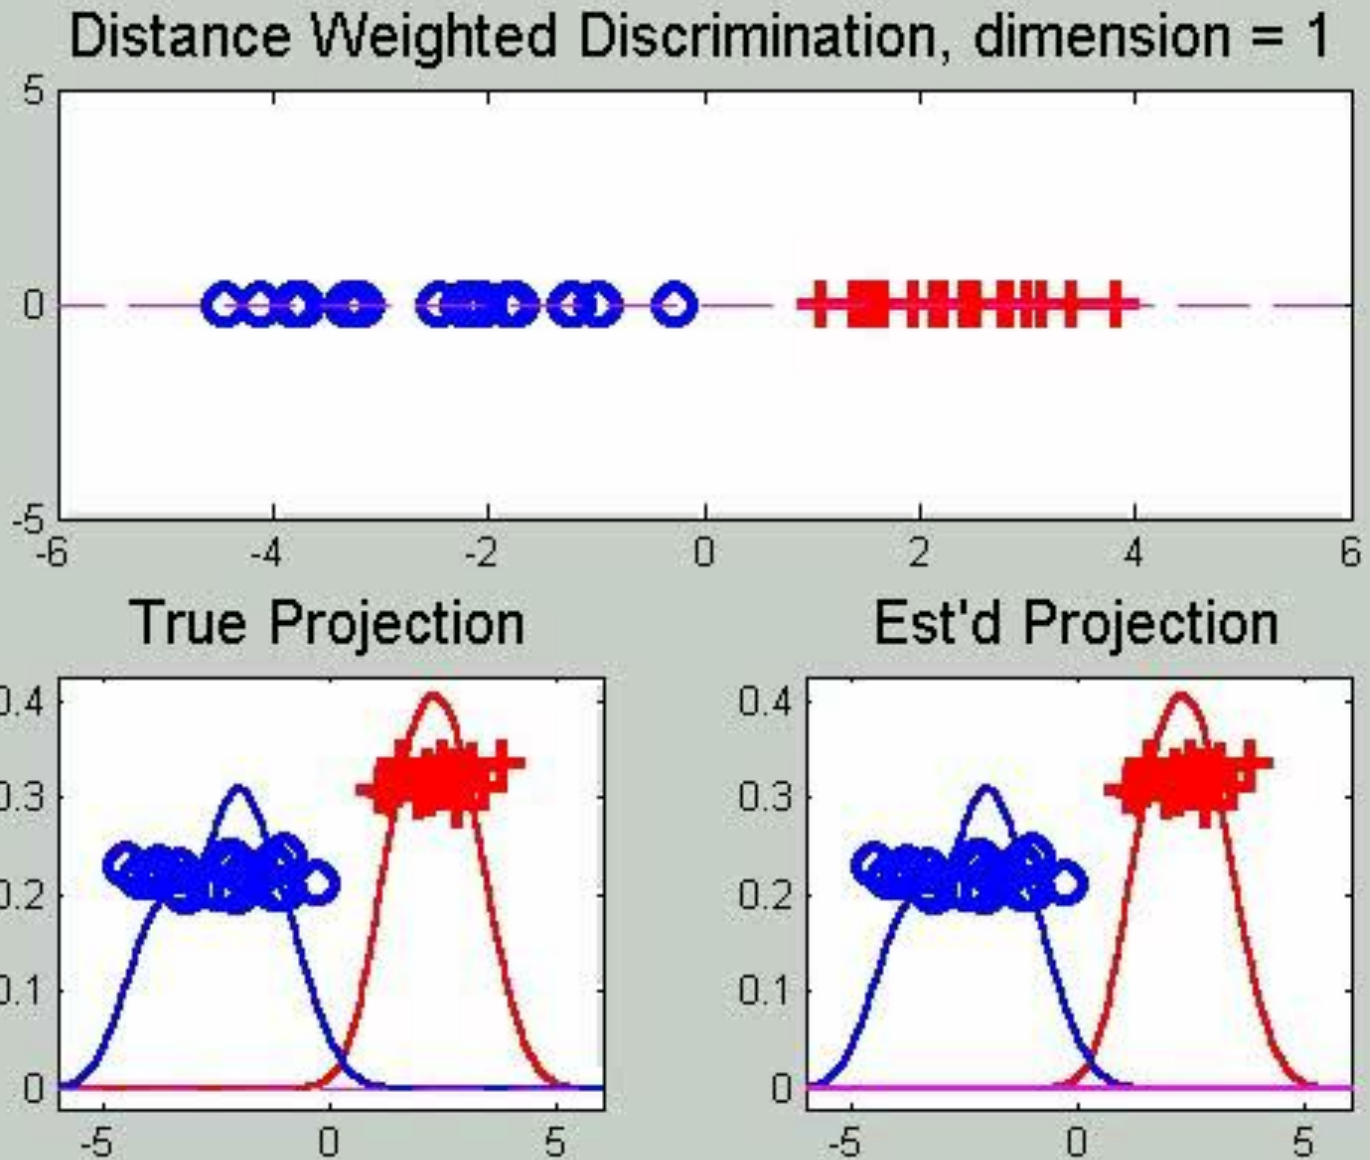 Distance Weighted Discrimination, dimension = 1
5
0
-5
-6 -4 -2 0 2 4 6
True Projection Est'd Projection
0.4 0.4
0.3 0.3
0.2 0.2
0.1 0.1
0 0
-5 0 5 -5 0 5